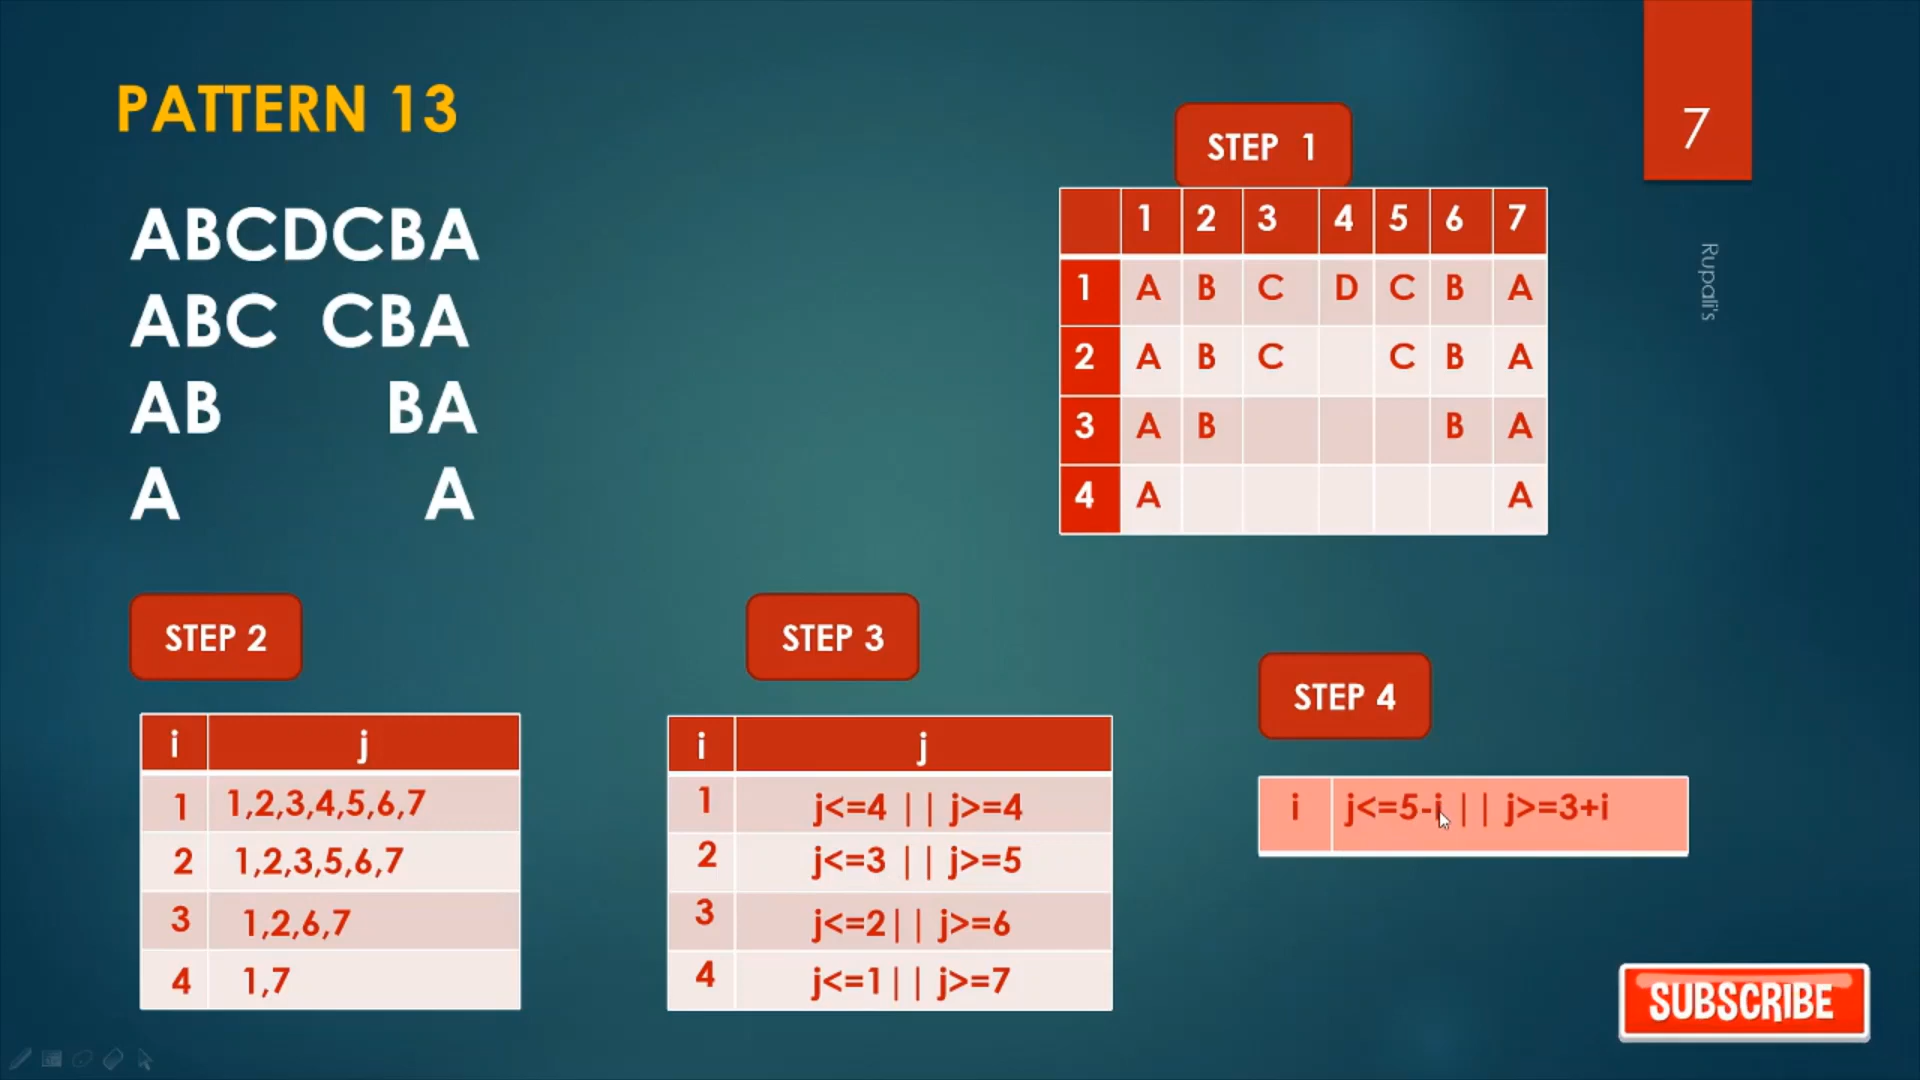 PATTERN 13
7
Rupali's
ABCDCBA
ABC CBA
AB BA
A A
STEP 1
1 2 3 4 5 6 7
1 A B C D C B A
2 A B C C B A
3 A B B A
4 A A
STEP 2
i j
1 1,2,3,4,5,6,7
2 1,2,3,5,6,7
3 1,2,6,7
4 1,7
STEP 3
i j
1 j<=4 || j>=4
2 j<=3 || j>=5
3 j<=2|| j>=6
4 j<=1|| j>=7
STEP 4
i j<=5-i || j>=3+i
SUBSCRIBE